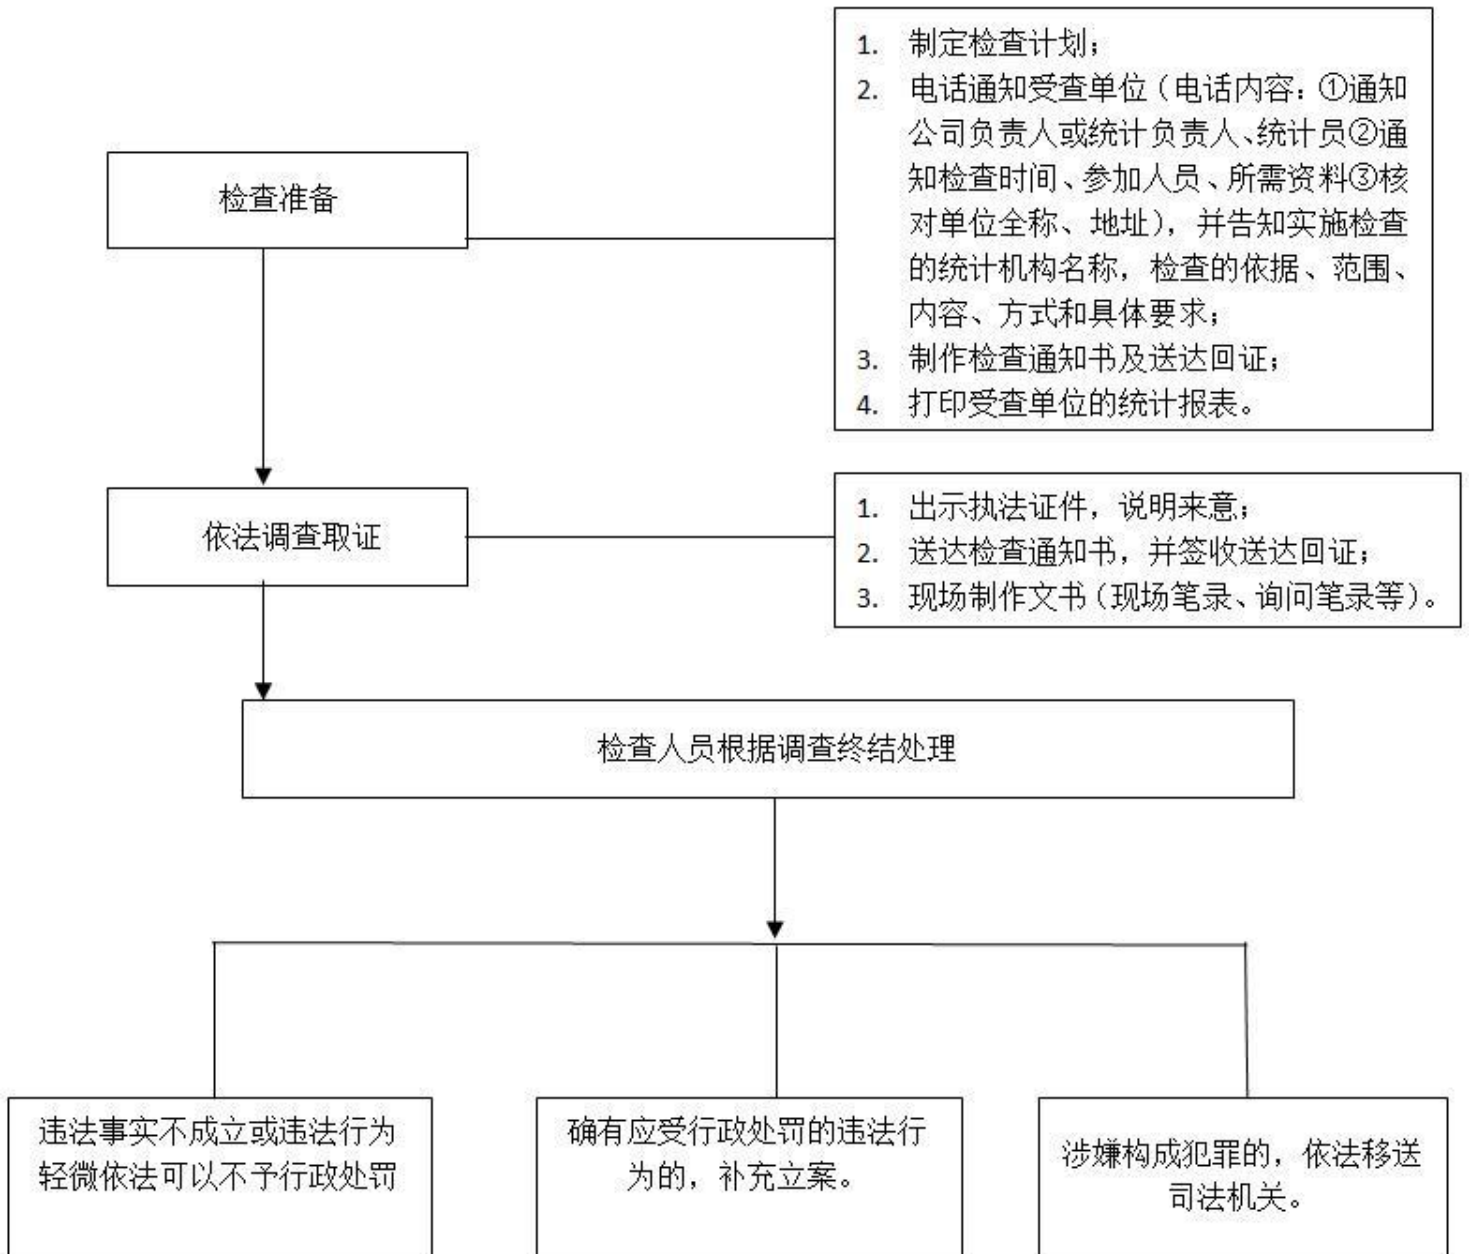 检查准备
1. 制定检查计划；
2. 电话通知受查单位（电话内容：①通知
公司负责人或统计负责人、统计员②通
知检查时间、参加人员、所需资料③核
对单位全称、地址），并告知实施检查
的统计机构名称，检查的依据、范围、
内容、方式和具体要求；
3. 制作检查通知书及送达回证；
4. 打印受查单位的统计报表。
依法调查取证
1. 出示执法证件，说明来意；
2. 送达检查通知书，并签收送达回证；
3. 现场制作文书（现场笔录、询问笔录等）。
检查人员根据调查终结处理
违法事实不成立或违法行为
轻微依法可以不予行政处罚
确有应受行政处罚的违法行
为的，补充立案。
涉嫌构成犯罪的，依法移送
司法机关。